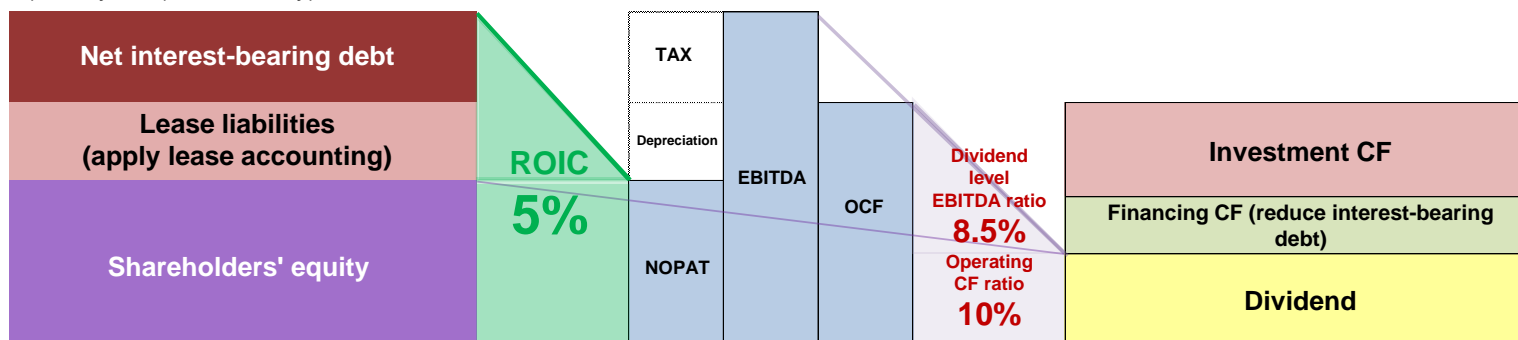 Net interest-bearing debt
Lease liabilities
(apply lease accounting)
Shareholders' equity
ROIC
5%
TAX
Depreciation
NOPAT
EBITDA
OCF
Dividend
level
EBITDA ratio
8.5%
Operating
CF ratio
10%
Investment CF
Financing CF (reduce interest-bearing
debt)
Dividend